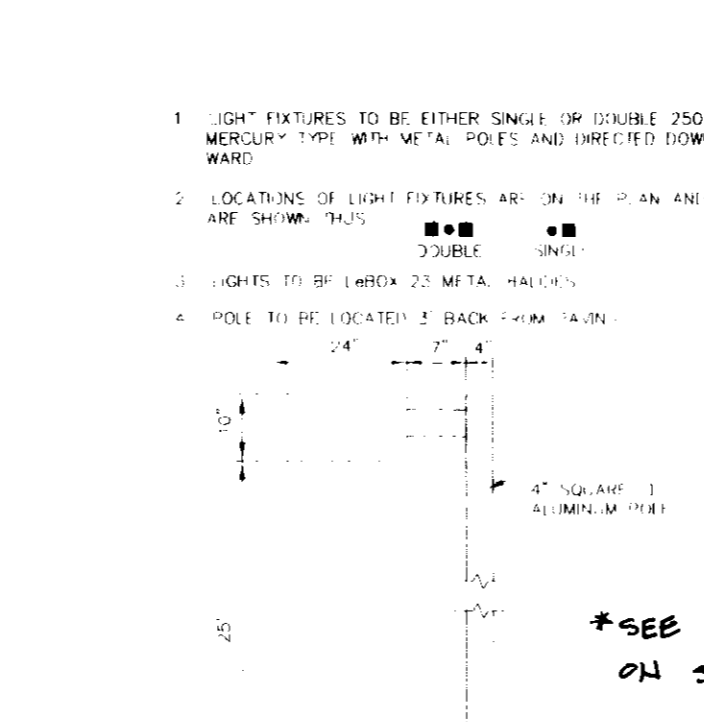 1 LIGHT FIXTURES TO BE EITHER SINGLE OR DOUBLE 250
MERCURY TYPE WITH METAL POLES AND DIRECTED DOW
WARD
2 LOCATIONS OF LIGHT FIXTURES ARE ON THE PLAN AND
ARE SHOWN THUS
DOUBLE SINGLE
3 LIGHTS TO BE LeBOX 23 METAL HALIDES
4 POLE TO BE LOCATED 3' BACK FROM PAVING
24" 7" 4"
10"
4" SQUARE
ALUMINUM POLE
25'
*SEE
ON